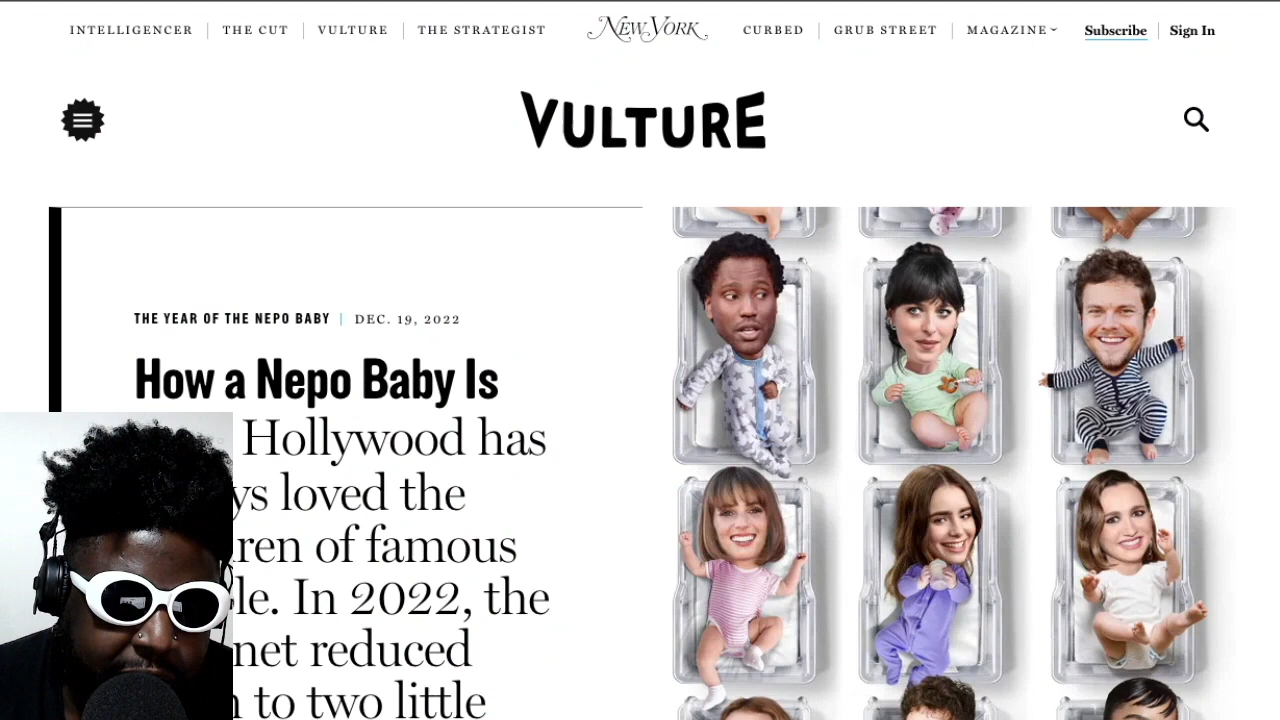 INTELLIGENCER THE CUT VULTURE THE STRATEGIST NEW YORK CURBED GRUB STREET MAGAZINE Subscribe Sign In
VULTURE
THE YEAR OF THE NEPO BABY | DEC. 19, 2022
How a Nepo Baby Is
Hollywood has
ys loved the
ren of famous
le. In 2022, the
net reduced
to two little